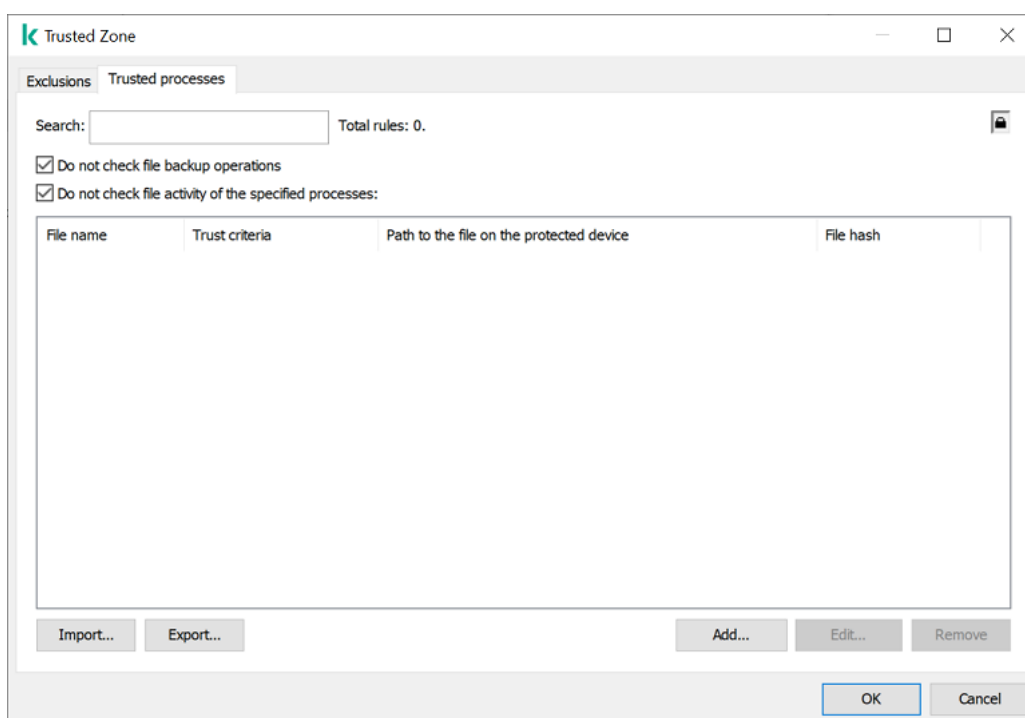 Trusted Zone
Exclusions Trusted processes
Search: Total rules: 0.
Do not check file backup operations
Do not check file activity of the specified processes:
File name Trust criteria Path to the file on the protected device File hash
Import... Export... Add... Edit... Remove
OK Cancel